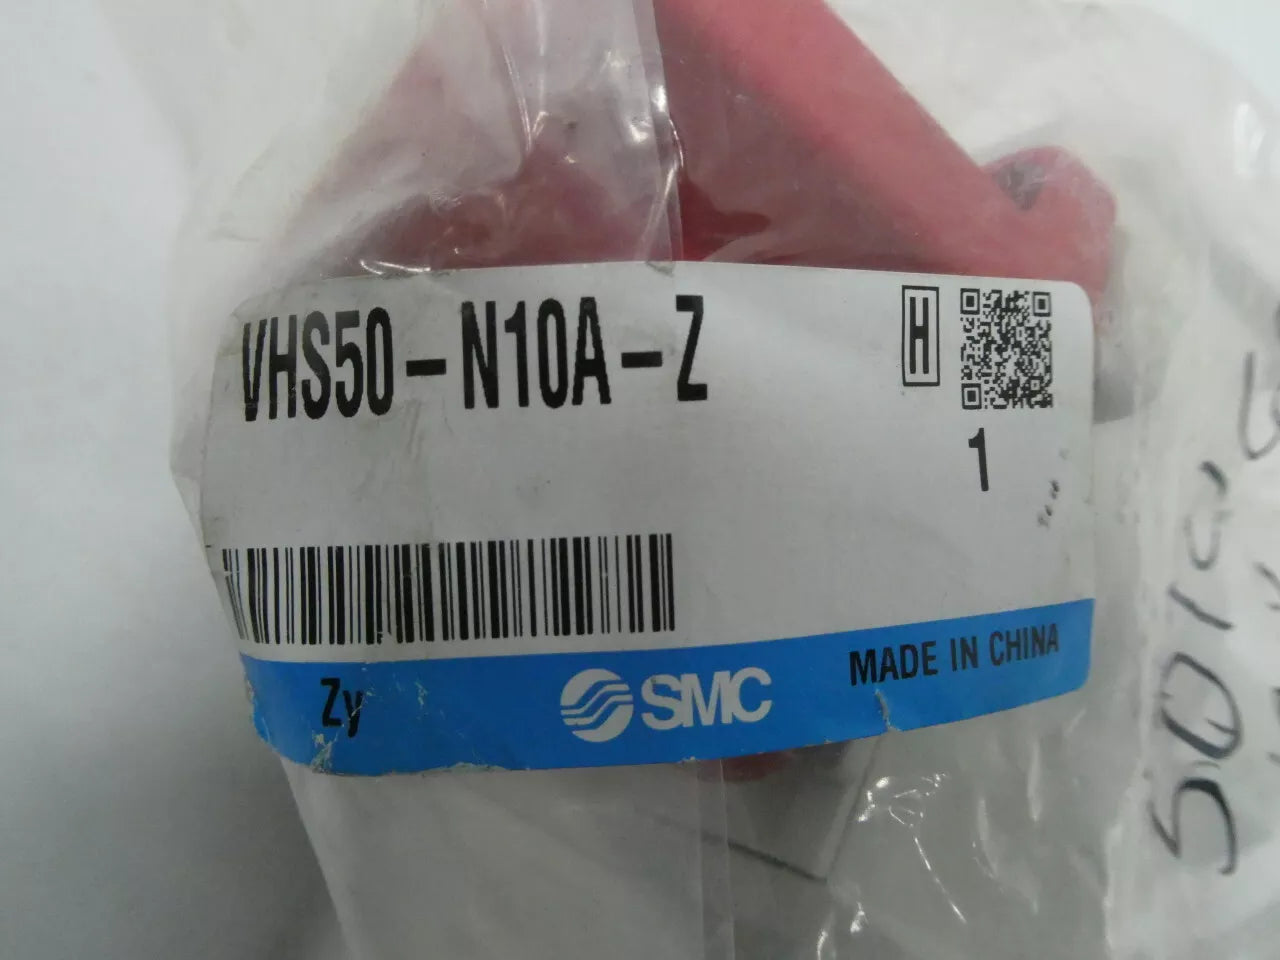 VHS50-N10A-Z
H
1
Zy
SMC
MADE IN CHINA